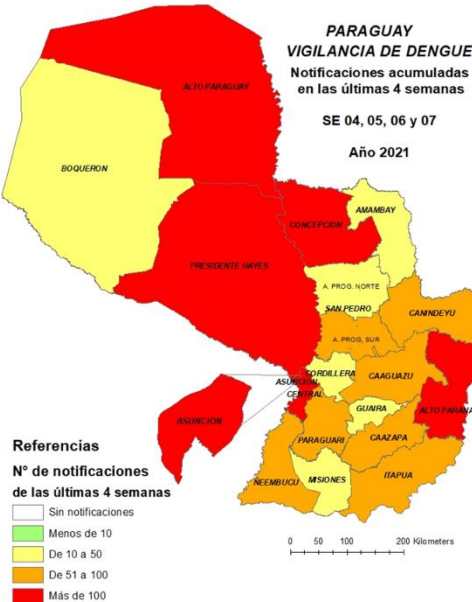 PARAGUAY
VIGILANCIA DE DENGUE
Notificaciones acumuladas
en las últimas 4 semanas
SE 04, 05, 06 y 07
Año 2021
ALTO PARAGUAY
BOQUERON
CONCEPCION
AMAMBAY
PRESIDENTE HAYES
A. PROG. NORTE
SAN PEDRO
CANINDEYU
A. PROG. SUR
CORDILLERA
ASUNCION
CAAGUAZU
CENTRAL
ASUNCION
GUAIRA
ALTO PARANA
PARAGUARI
CAAZAPA
ÑEEMBUCU
MISIONES
ITAPUA
Referencias
N° de notificaciones
de las últimas 4 semanas
Sin notificaciones
Menos de 10
De 10 a 50
De 51 a 100
Más de 100
0 50 100 200 Kilometers